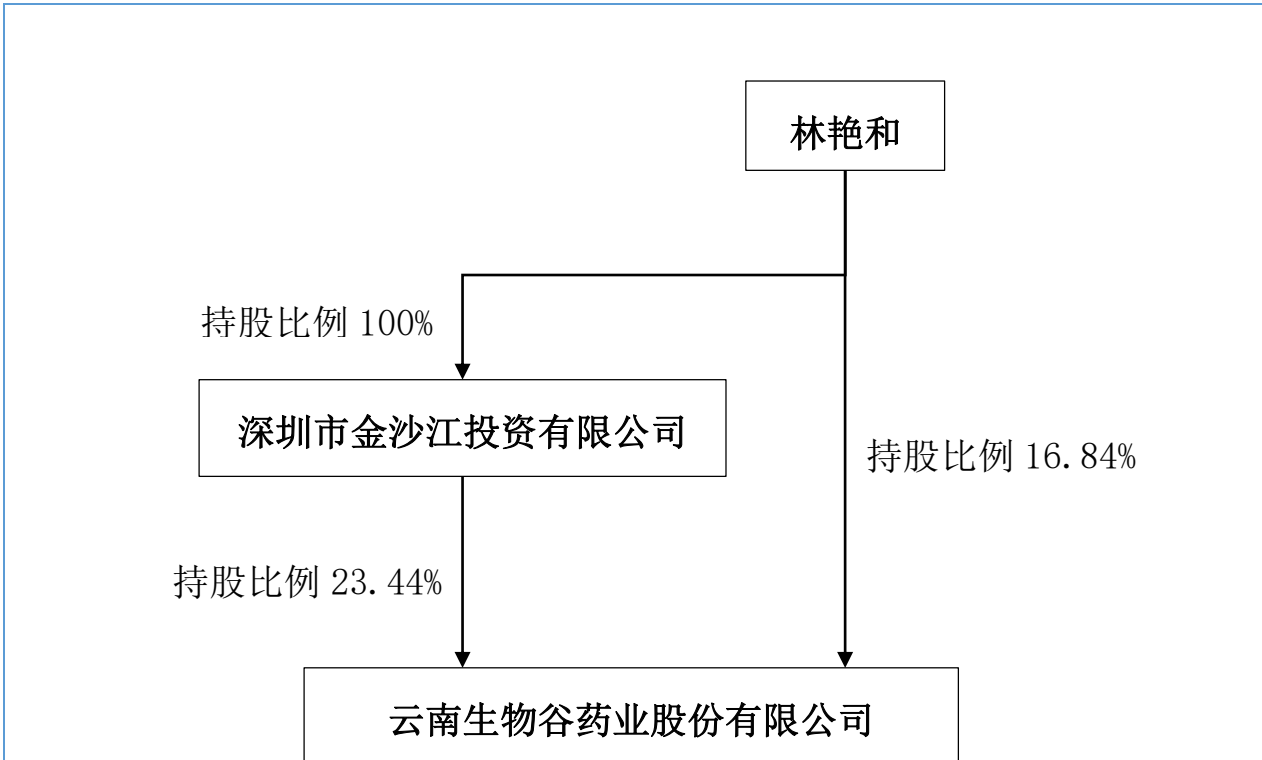 林艳和
持股比例 100%
深圳市金沙江投资有限公司
持股比例 16.84%
持股比例 23.44%
云南生物谷药业股份有限公司